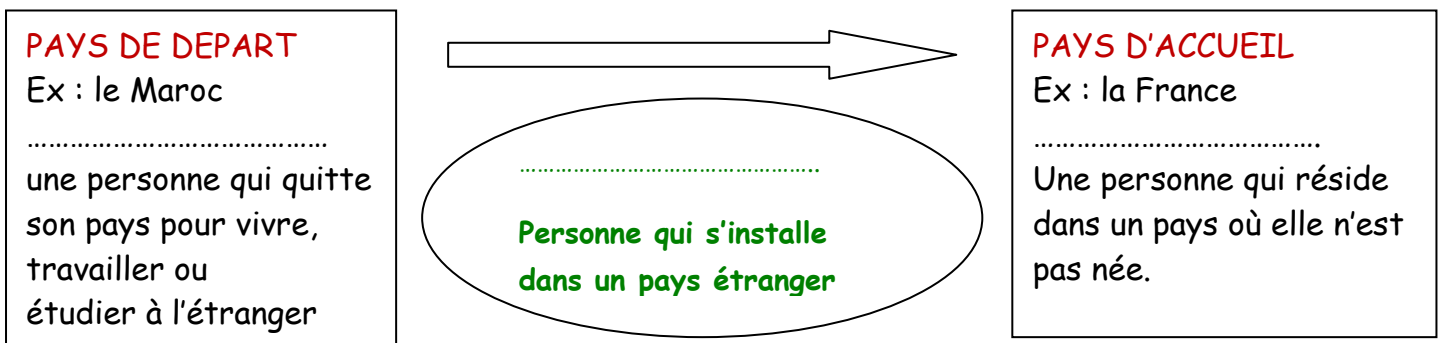 PAYS DE DEPART
Ex : le Maroc
……………………………………
une personne qui quitte
son pays pour vivre,
travailler ou
étudier à l’étranger
…………………………………………..
Personne qui s’installe
dans un pays étranger
PAYS D’ACCUEIL
Ex : la France
………………………………….
Une personne qui réside
dans un pays où elle n’est
pas née.